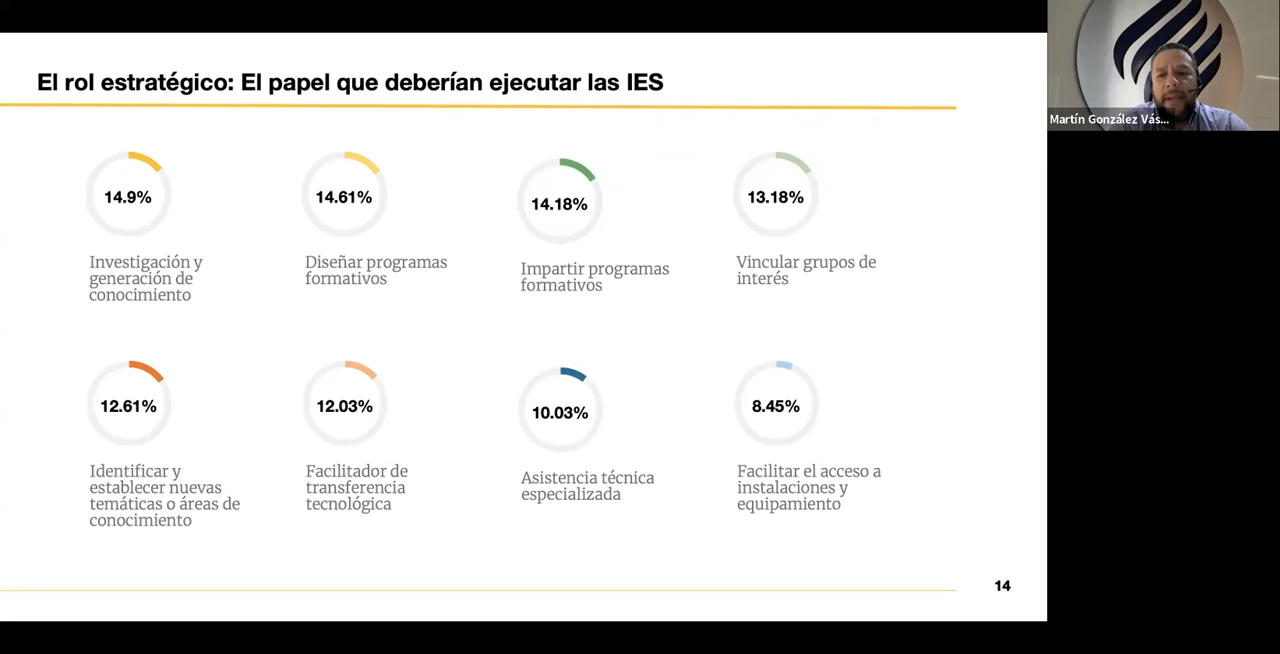 El rol estratégico: El papel que deberían ejecutar las IES
Martín González Vás...
14.9%
14.61%
14.18%
13.18%
Investigación y
generación de
conocimiento
Diseñar programas
formativos
Impartir programas
formativos
Vincular grupos de
interés
12.61%
12.03%
10.03%
8.45%
Identificar y
establecer nuevas
temáticas o áreas de
conocimiento
Facilitador de
transferencia
tecnológica
Asistencia técnica
especializada
Facilitar el acceso a
instalaciones y
equipamiento
14